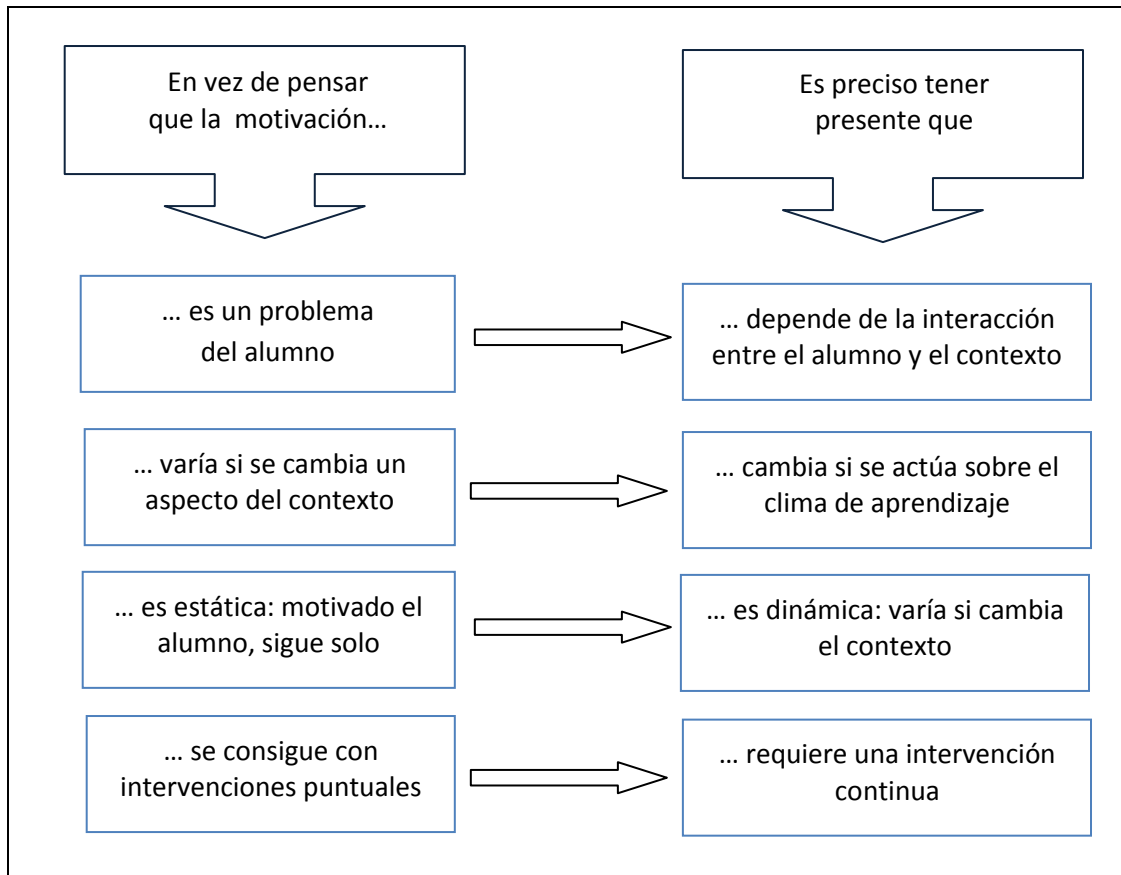 En vez de pensar
que la motivación…
Es preciso tener
presente que
… es un problema
del alumno
… depende de la interacción
entre el alumno y el contexto
… varía si se cambia un
aspecto del contexto
… cambia si se actúa sobre el
clima de aprendizaje
… es estática: motivado el
alumno, sigue solo
… es dinámica: varía si cambia
el contexto
… se consigue con
intervenciones puntuales
… requiere una intervención
continua